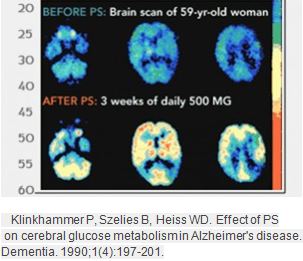 20
BEFORE PS: Brain scan of 59-yr-old woman
25
30
35
40
AFTER PS: 3 weeks of daily 500 MG
45
50
55
60
Klinkhammer P, Szelies B, Heiss WD. Effect of PS
on cerebral glucose metabolism in Alzheimer's disease.
Dementia. 1990;1(4):197-201.